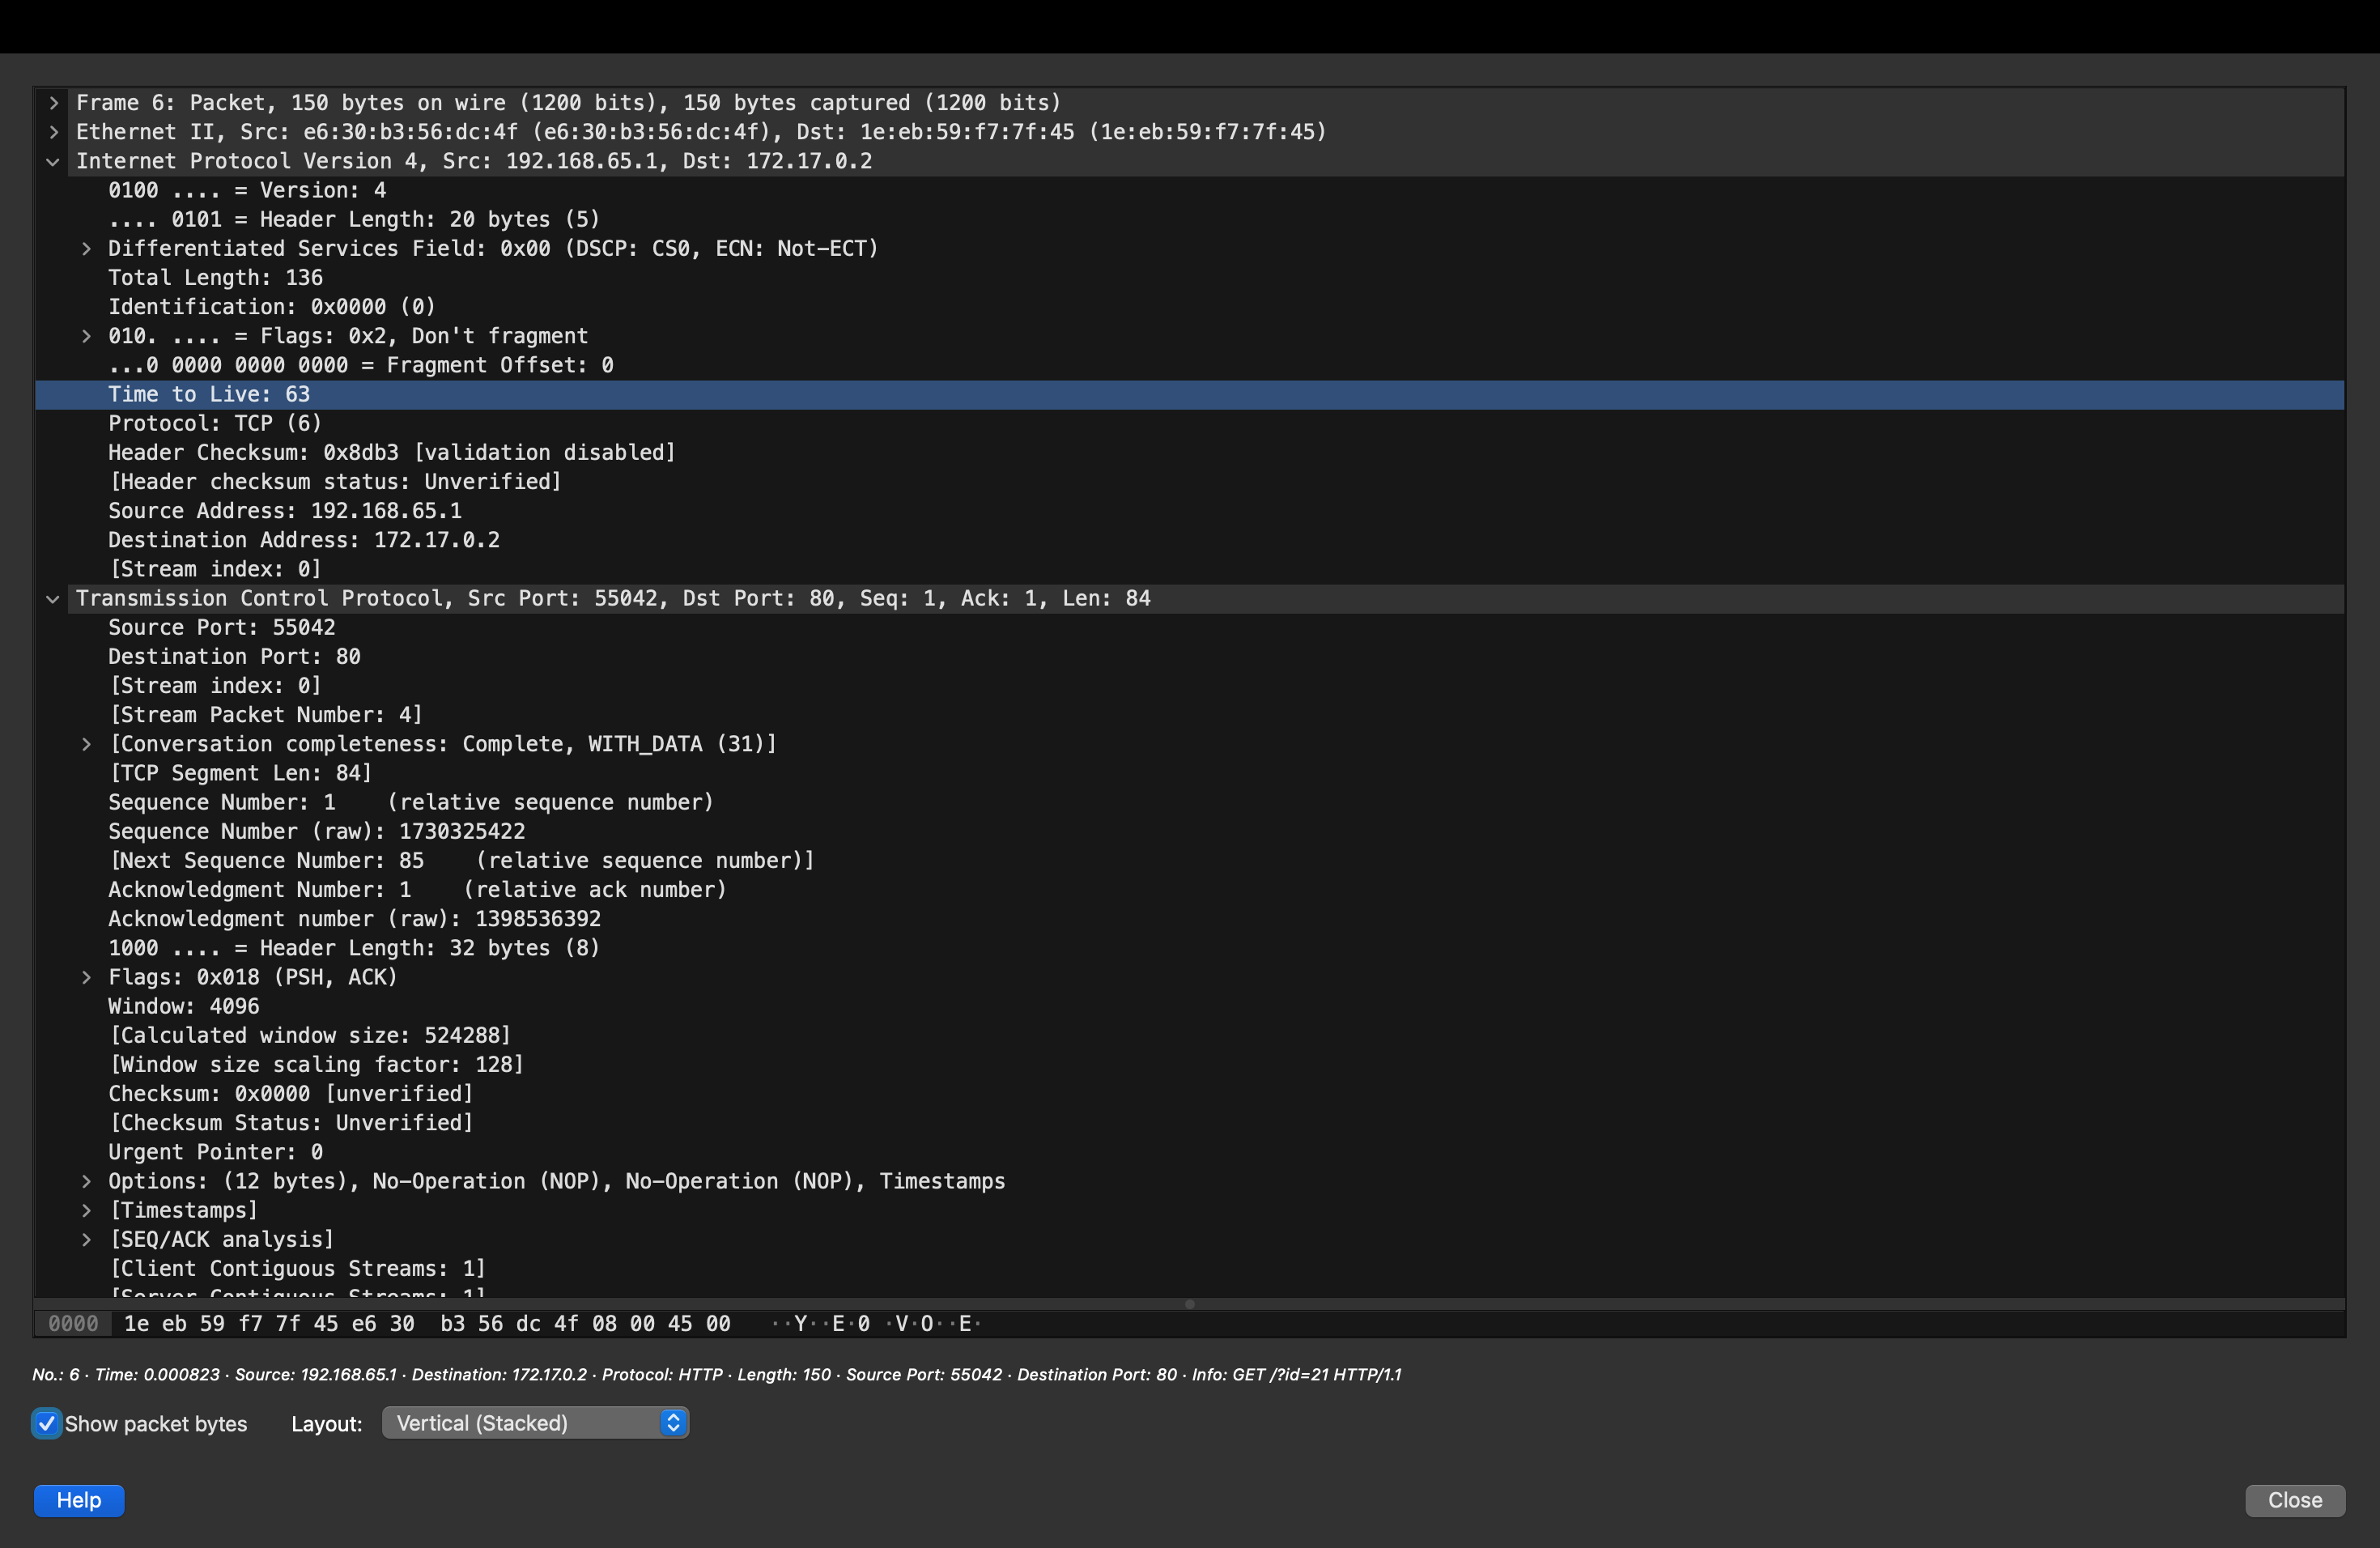 Frame 6: Packet, 150 bytes on wire (1200 bits), 150 bytes captured (1200 bits)
Ethernet II, Src: e6:30:b3:56:dc:4f (e6:30:b3:56:dc:4f), Dst: 1e:eb:59:f7:7f:45 (1e:eb:59:f7:7f:45)
Internet Protocol Version 4, Src: 192.168.65.1, Dst: 172.17.0.2
0100 .... = Version: 4
.... 0101 = Header Length: 20 bytes (5)
Differentiated Services Field: 0x00 (DSCP: CS0, ECN: Not-ECT)
Total Length: 136
Identification: 0x0000 (0)
010. .... = Flags: 0x2, Don't fragment
...0 0000 0000 0000 = Fragment Offset: 0
Time to Live: 63
Protocol: TCP (6)
Header Checksum: 0x8db3 [validation disabled]
[Header checksum status: Unverified]
Source Address: 192.168.65.1
Destination Address: 172.17.0.2
[Stream index: 0]
Transmission Control Protocol, Src Port: 55042, Dst Port: 80, Seq: 1, Ack: 1, Len: 84
Source Port: 55042
Destination Port: 80
[Stream index: 0]
[Stream Packet Number: 4]
[Conversation completeness: Complete, WITH_DATA (31)]
[TCP Segment Len: 84]
Sequence Number: 1    (relative sequence number)
Sequence Number (raw): 1730325422
[Next Sequence Number: 85    (relative sequence number)]
Acknowledgment Number: 1    (relative ack number)
Acknowledgment number (raw): 1398536392
1000 .... = Header Length: 32 bytes (8)
Flags: 0x018 (PSH, ACK)
Window: 4096
[Calculated window size: 524288]
[Window size scaling factor: 128]
Checksum: 0x0000 [unverified]
[Checksum Status: Unverified]
Urgent Pointer: 0
Options: (12 bytes), No-Operation (NOP), No-Operation (NOP), Timestamps
[Timestamps]
[SEQ/ACK analysis]
[Client Contiguous Streams: 1]
[Server Contiguous Streams: 1]
0000 1e eb 59 f7 7f 45 e6 30 b3 56 dc 4f 08 00 45 00 ··Y··E·0 ·V·O··E·
No.: 6 · Time: 0.000823 · Source: 192.168.65.1 · Destination: 172.17.0.2 · Protocol: HTTP · Length: 150 · Source Port: 55042 · Destination Port: 80 · Info: GET /?id=21 HTTP/1.1
Show packet bytes Layout: Vertical (Stacked)
Help Close